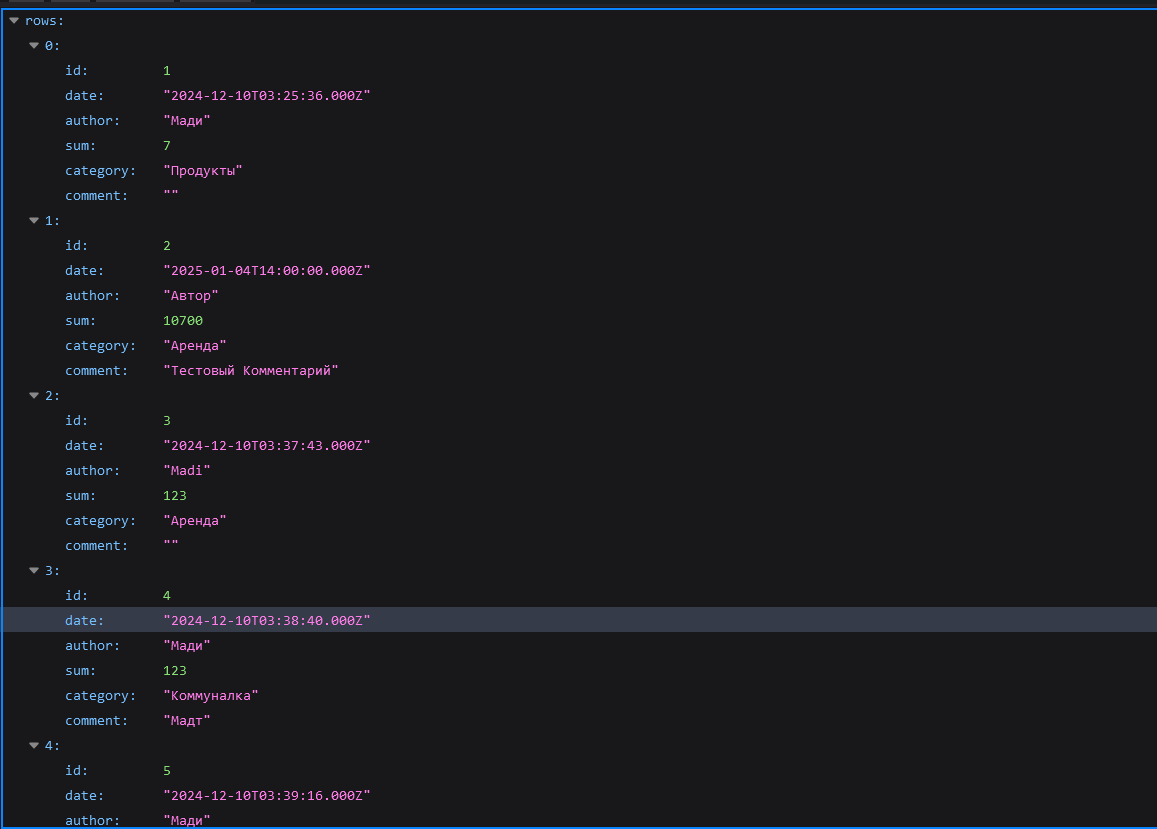 rows:
0:
id: 1
date: "2024-12-10T03:25:36.000Z"
author: "Мади"
sum: 7
category: "Продукты"
comment: ""
1:
id: 2
date: "2025-01-04T14:00:00.000Z"
author: "Автор"
sum: 10700
category: "Аренда"
comment: "Тестовый Комментарий"
2:
id: 3
date: "2024-12-10T03:37:43.000Z"
author: "Madi"
sum: 123
category: "Аренда"
comment: ""
3:
id: 4
date: "2024-12-10T03:38:40.000Z"
author: "Мади"
sum: 123
category: "Коммуналка"
comment: "Мадт"
4:
id: 5
date: "2024-12-10T03:39:16.000Z"
author: "Мади"